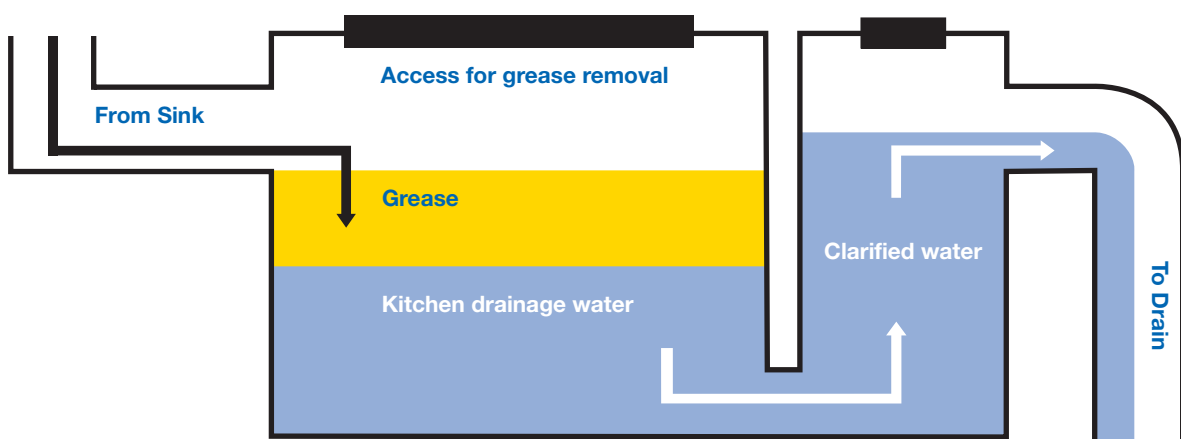 Access for grease removal
From Sink
Grease
Clarified water
Kitchen drainage water
To Drain